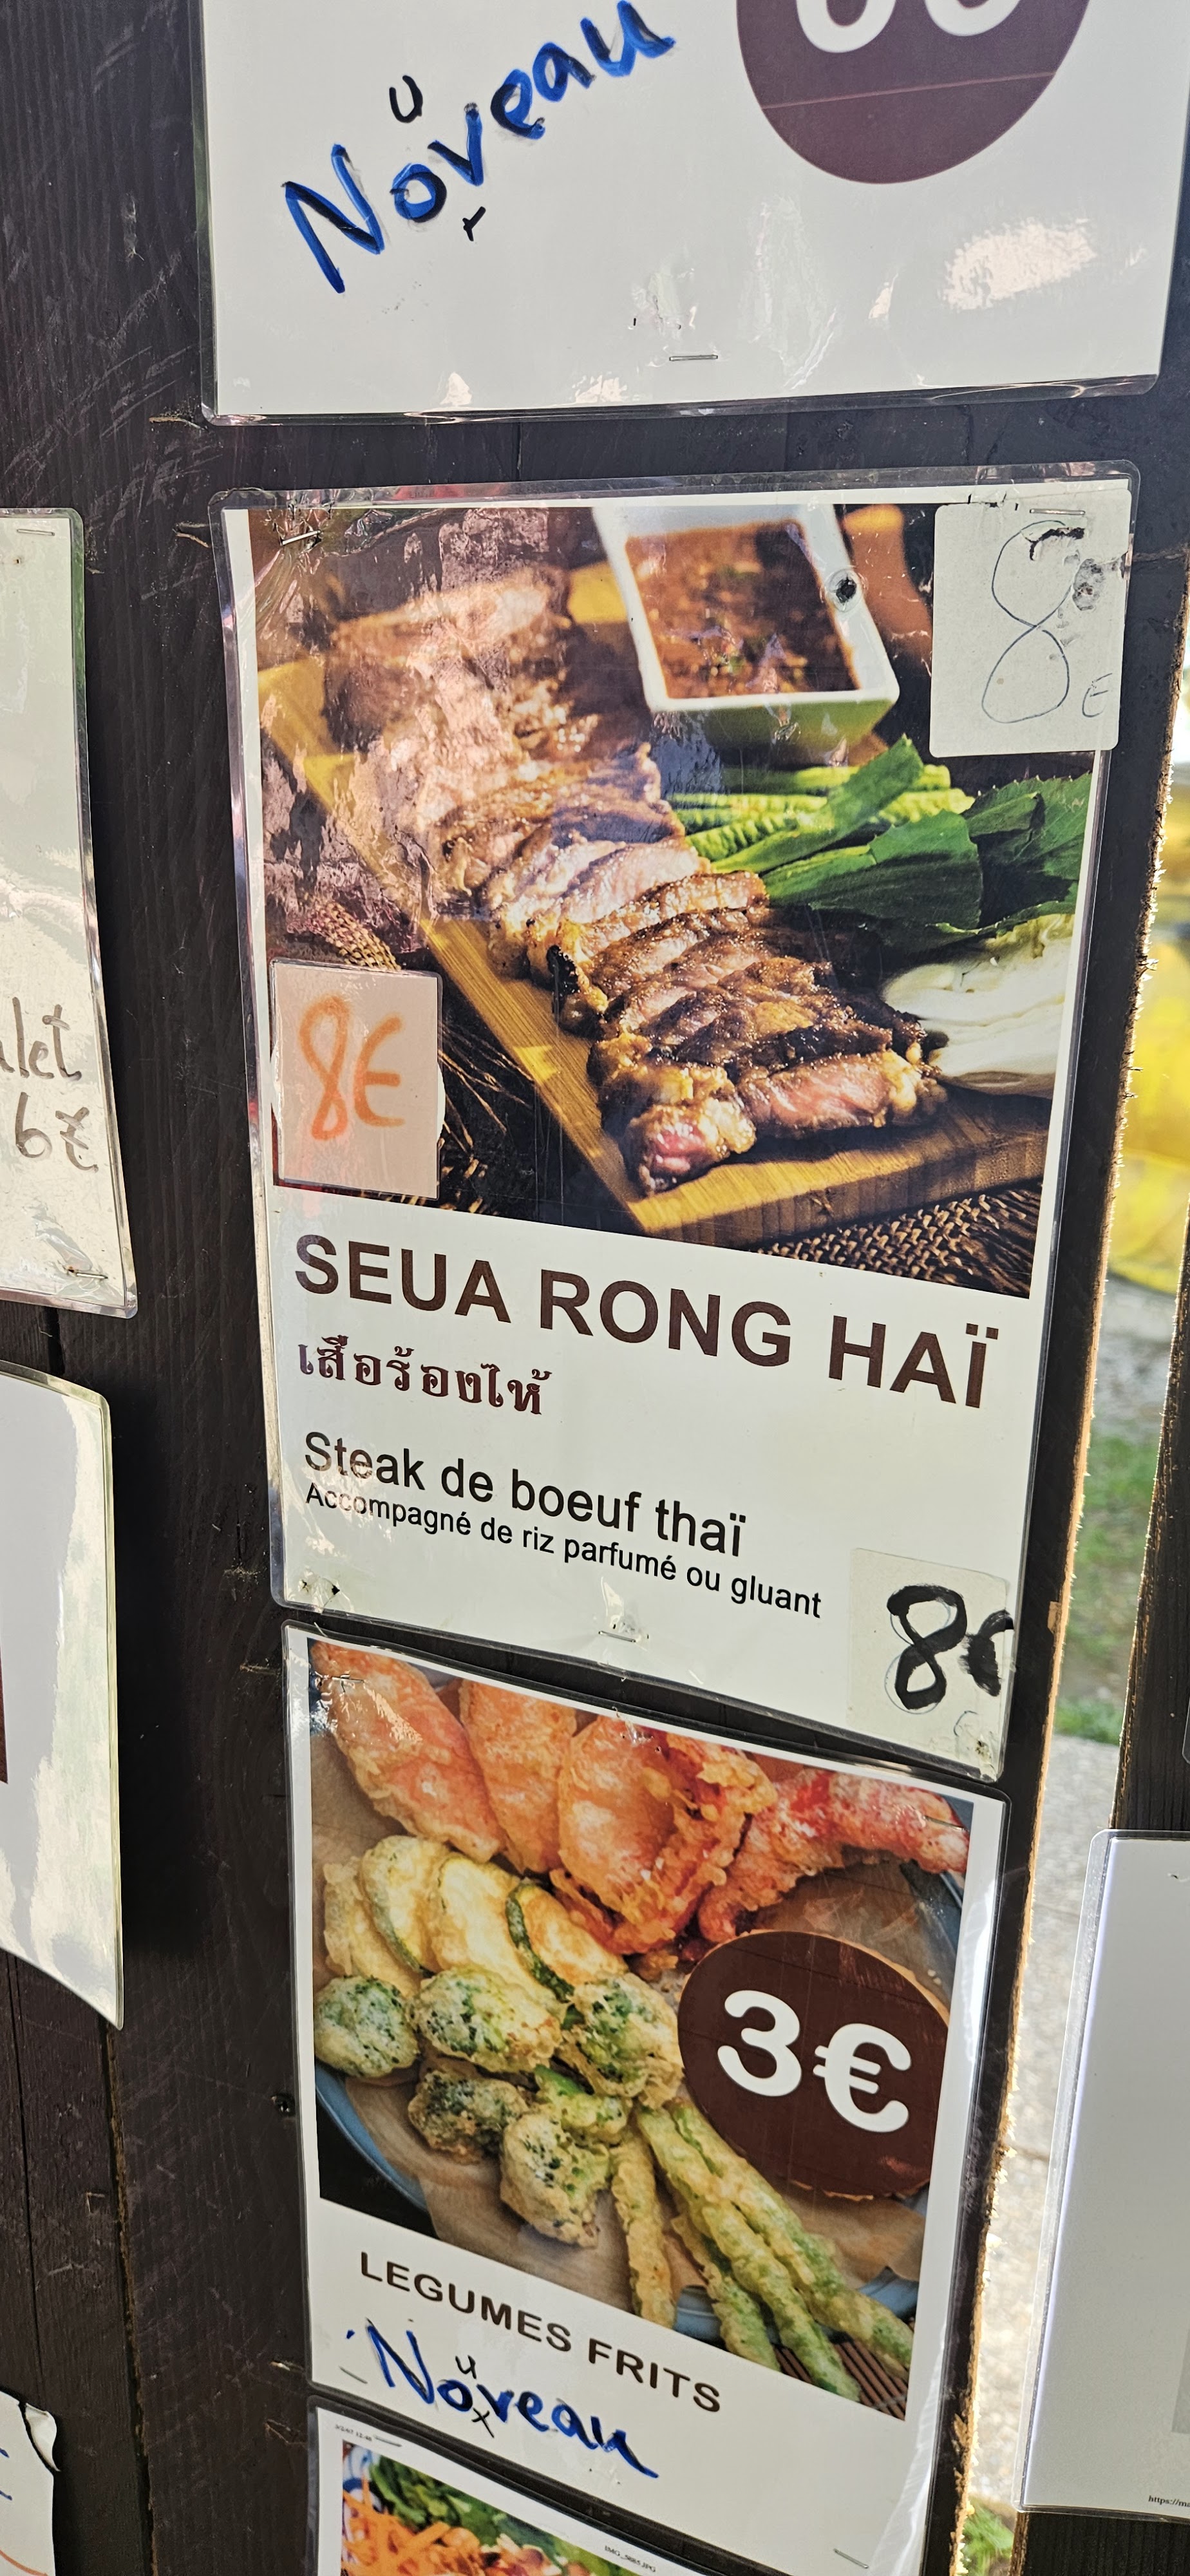 Noveau
u
8€
8€
SEUA RONG HAÏ
เสือร้องไห้
Steak de boeuf thaï
Accompagné de riz parfumé ou gluant
8€
6€
3€
LEGUMES FRITS
Noveau
u